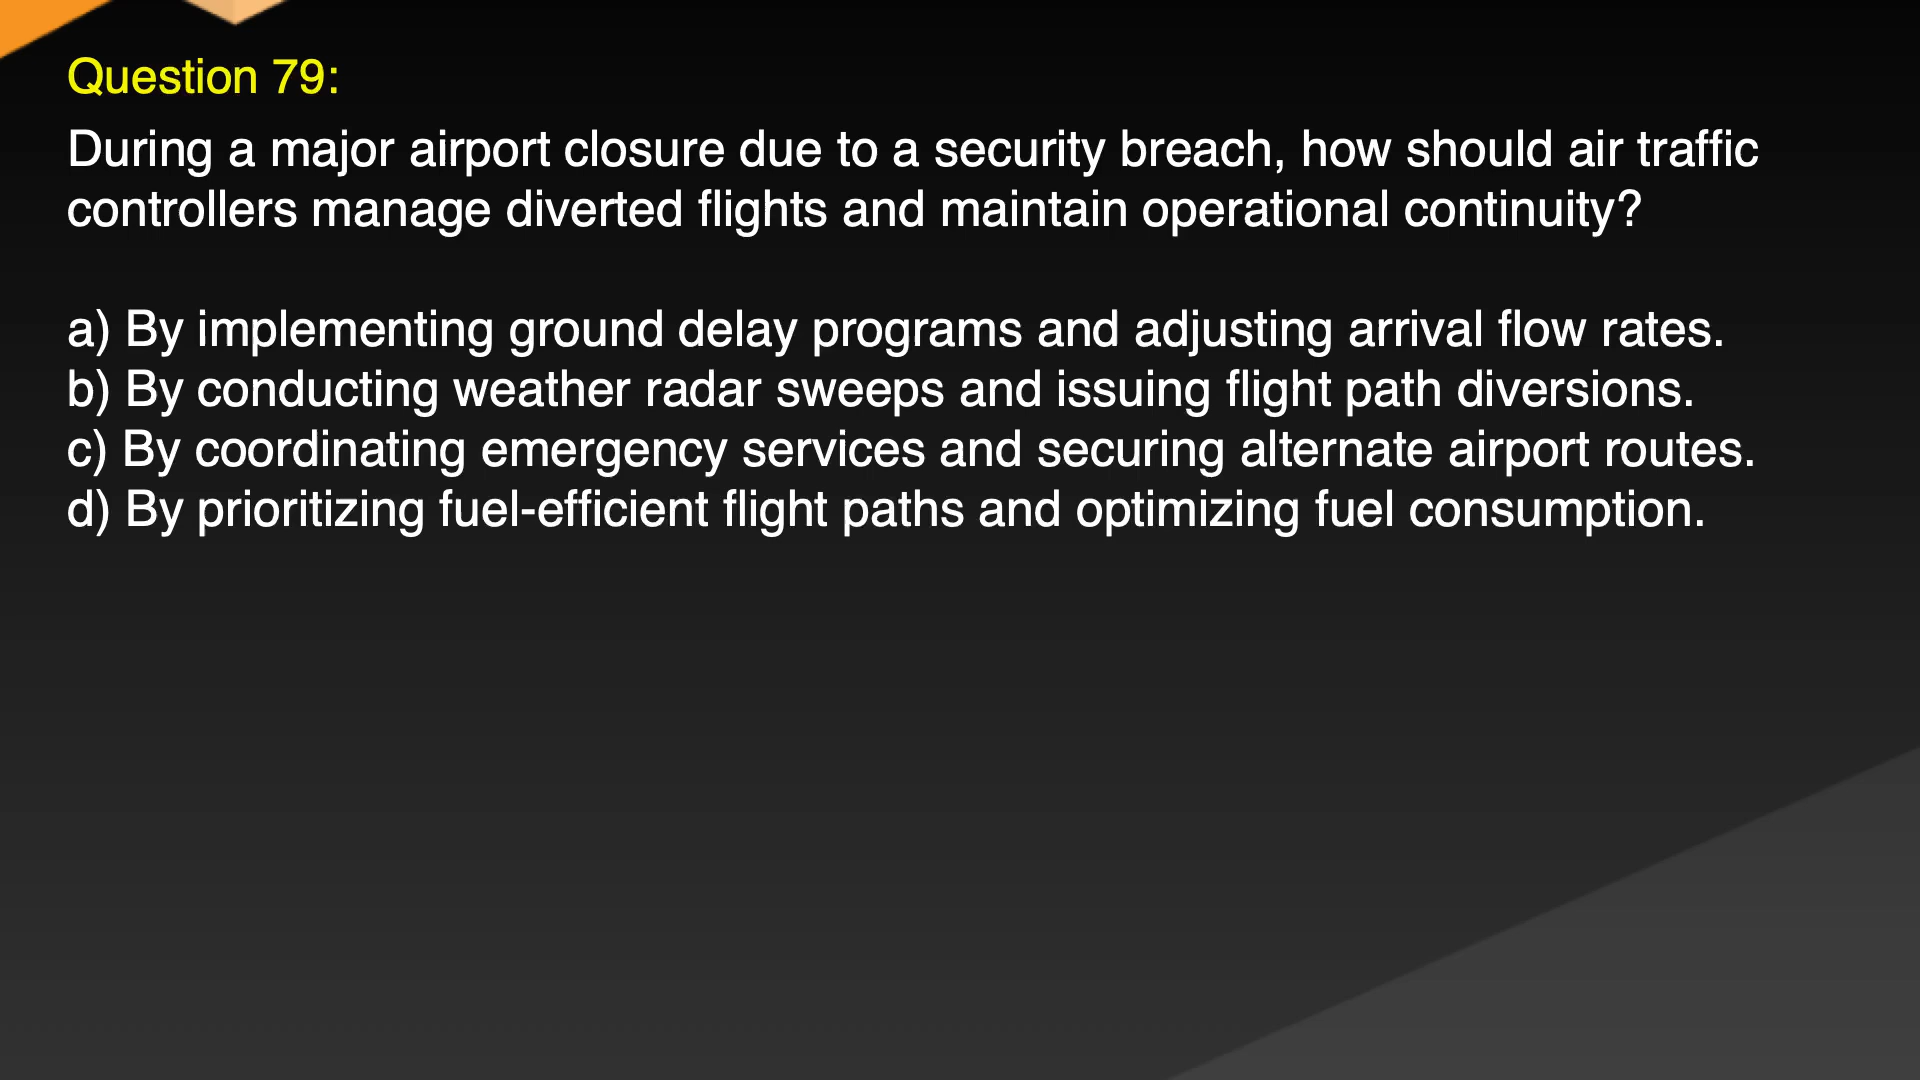 Question 79:
During a major airport closure due to a security breach, how should air traffic
controllers manage diverted flights and maintain operational continuity?
a) By implementing ground delay programs and adjusting arrival flow rates.
b) By conducting weather radar sweeps and issuing flight path diversions.
c) By coordinating emergency services and securing alternate airport routes.
d) By prioritizing fuel-efficient flight paths and optimizing fuel consumption.